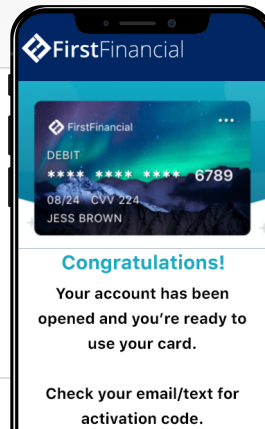 FirstFinancial
FirstFinancial
DEBIT
**** **** **** 6789
08/24 CVV 224
JESS BROWN
Congratulations!
Your account has been
opened and you're ready to
use your card.
Check your email/text for
activation code.